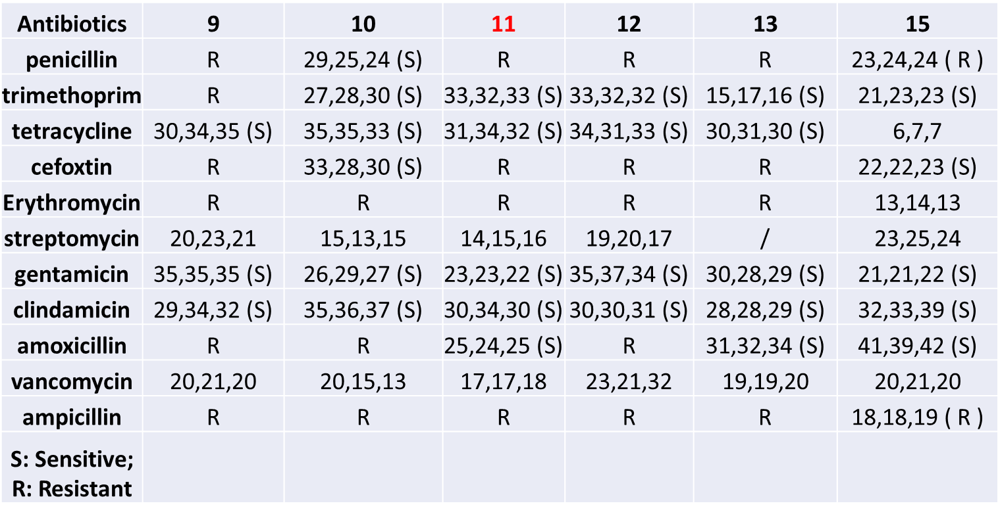 Antibiotics 9 10 11 12 13 15
penicillin R 29,25,24 (S) R R R 23,24,24 ( R )
trimethoprim R 27,28,30 (S) 33,32,33 (S) 33,32,32 (S) 15,17,16 (S) 21,23,23 (S)
tetracycline 30,34,35 (S) 35,35,33 (S) 31,34,32 (S) 34,31,33 (S) 30,31,30 (S) 6,7,7
cefoxtin R 33,28,30 (S) R R R 22,22,23 (S)
Erythromycin R R R R R 13,14,13
streptomycin 20,23,21 15,13,15 14,15,16 19,20,17 / 23,25,24
gentamicin 35,35,35 (S) 26,29,27 (S) 23,23,22 (S) 35,37,34 (S) 30,28,29 (S) 21,21,22 (S)
clindamicin 29,34,32 (S) 35,36,37 (S) 30,34,30 (S) 30,30,31 (S) 28,28,29 (S) 32,33,39 (S)
amoxicillin R R 25,24,25 (S) R 31,32,34 (S) 41,39,42 (S)
vancomycin 20,21,20 20,15,13 17,17,18 23,21,32 19,19,20 20,21,20
ampicillin R R R R R 18,18,19 ( R )
S: Sensitive;
R: Resistant